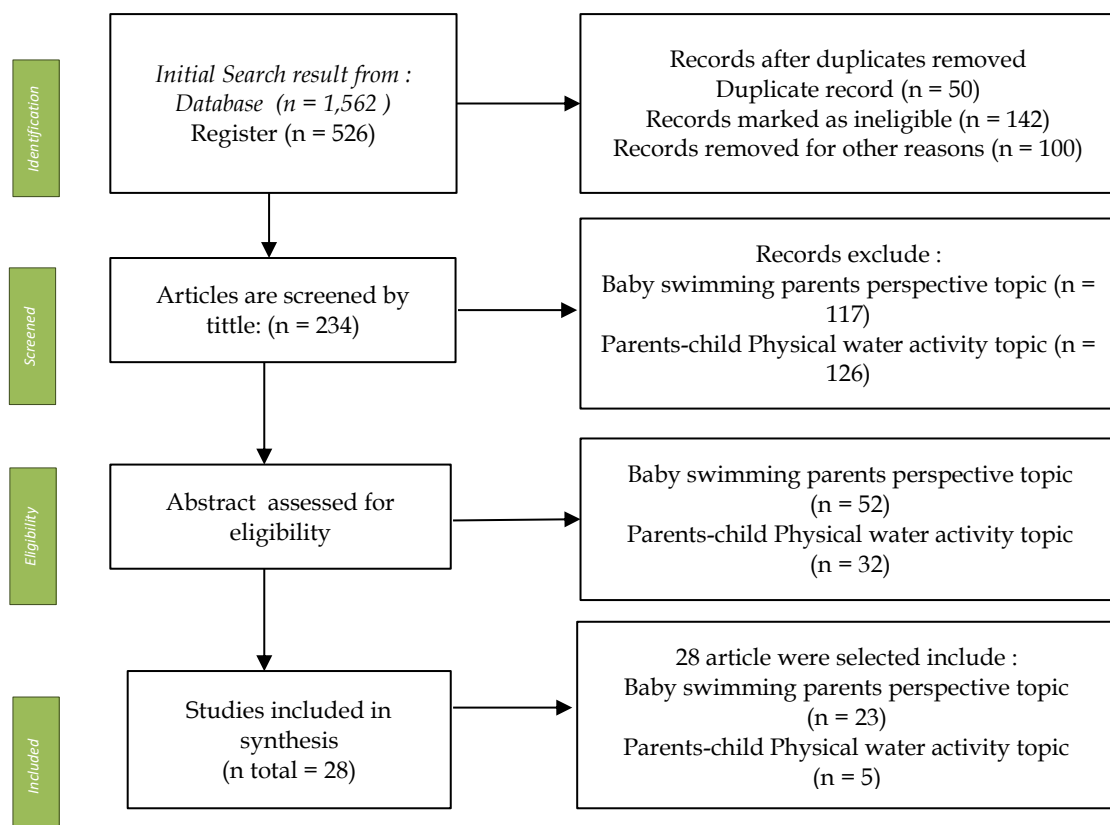 Identification
Initial Search result from :
Database (n = 1,562 )
Register (n = 526)
Records after duplicates removed
Duplicate record (n = 50)
Records marked as ineligible (n = 142)
Records removed for other reasons (n = 100)
Screened
Articles are screened by
tittle: (n = 234)
Records exclude :
Baby swimming parents perspective topic (n =
117)
Parents-child Physical water activity topic (n =
126)
Eligibility
Abstract assessed for
eligibility
Baby swimming parents perspective topic
(n = 52)
Parents-child Physical water activity topic
(n = 32)
Included
Studies included in
synthesis
(n total = 28)
28 article were selected include :
Baby swimming parents perspective topic
(n = 23)
Parents-child Physical water activity topic
(n = 5)